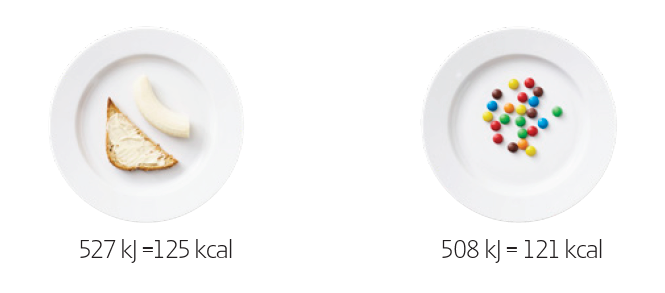 527 kJ =125 kcal
508 kJ = 121 kcal